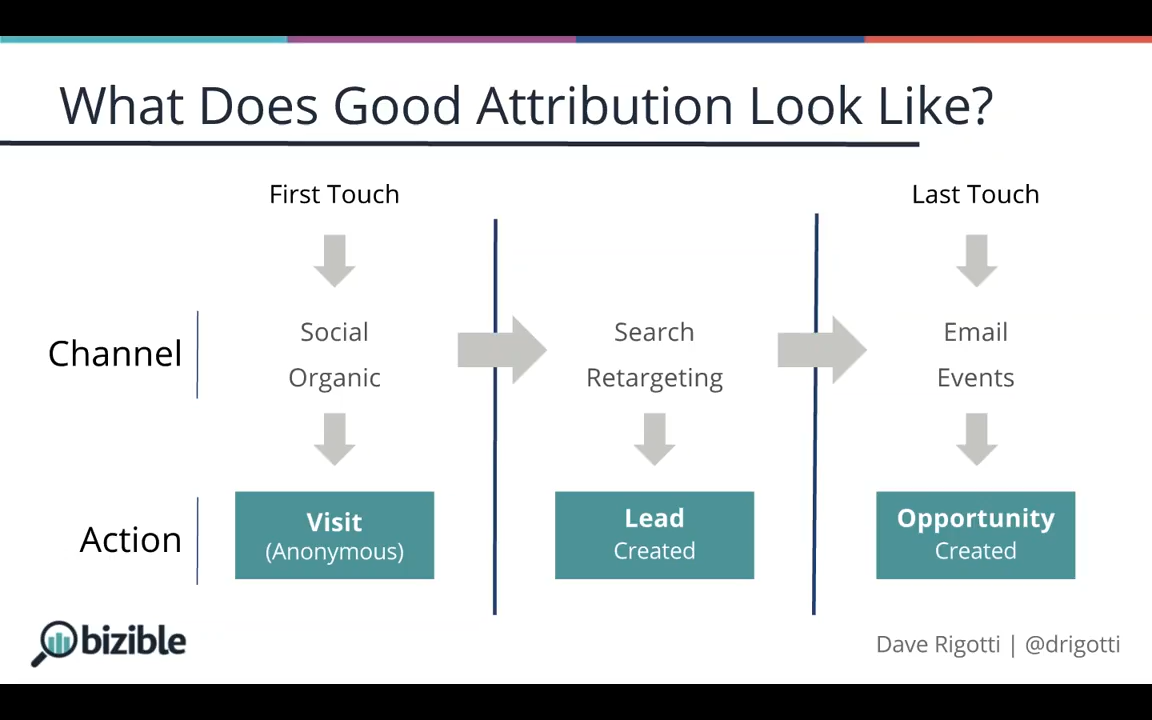 What Does Good Attribution Look Like?
First Touch
Last Touch
Channel
Social
Organic
Search
Retargeting
Email
Events
Action
Visit
(Anonymous)
Lead
Created
Opportunity
Created
bizible
Dave Rigotti | @drigotti